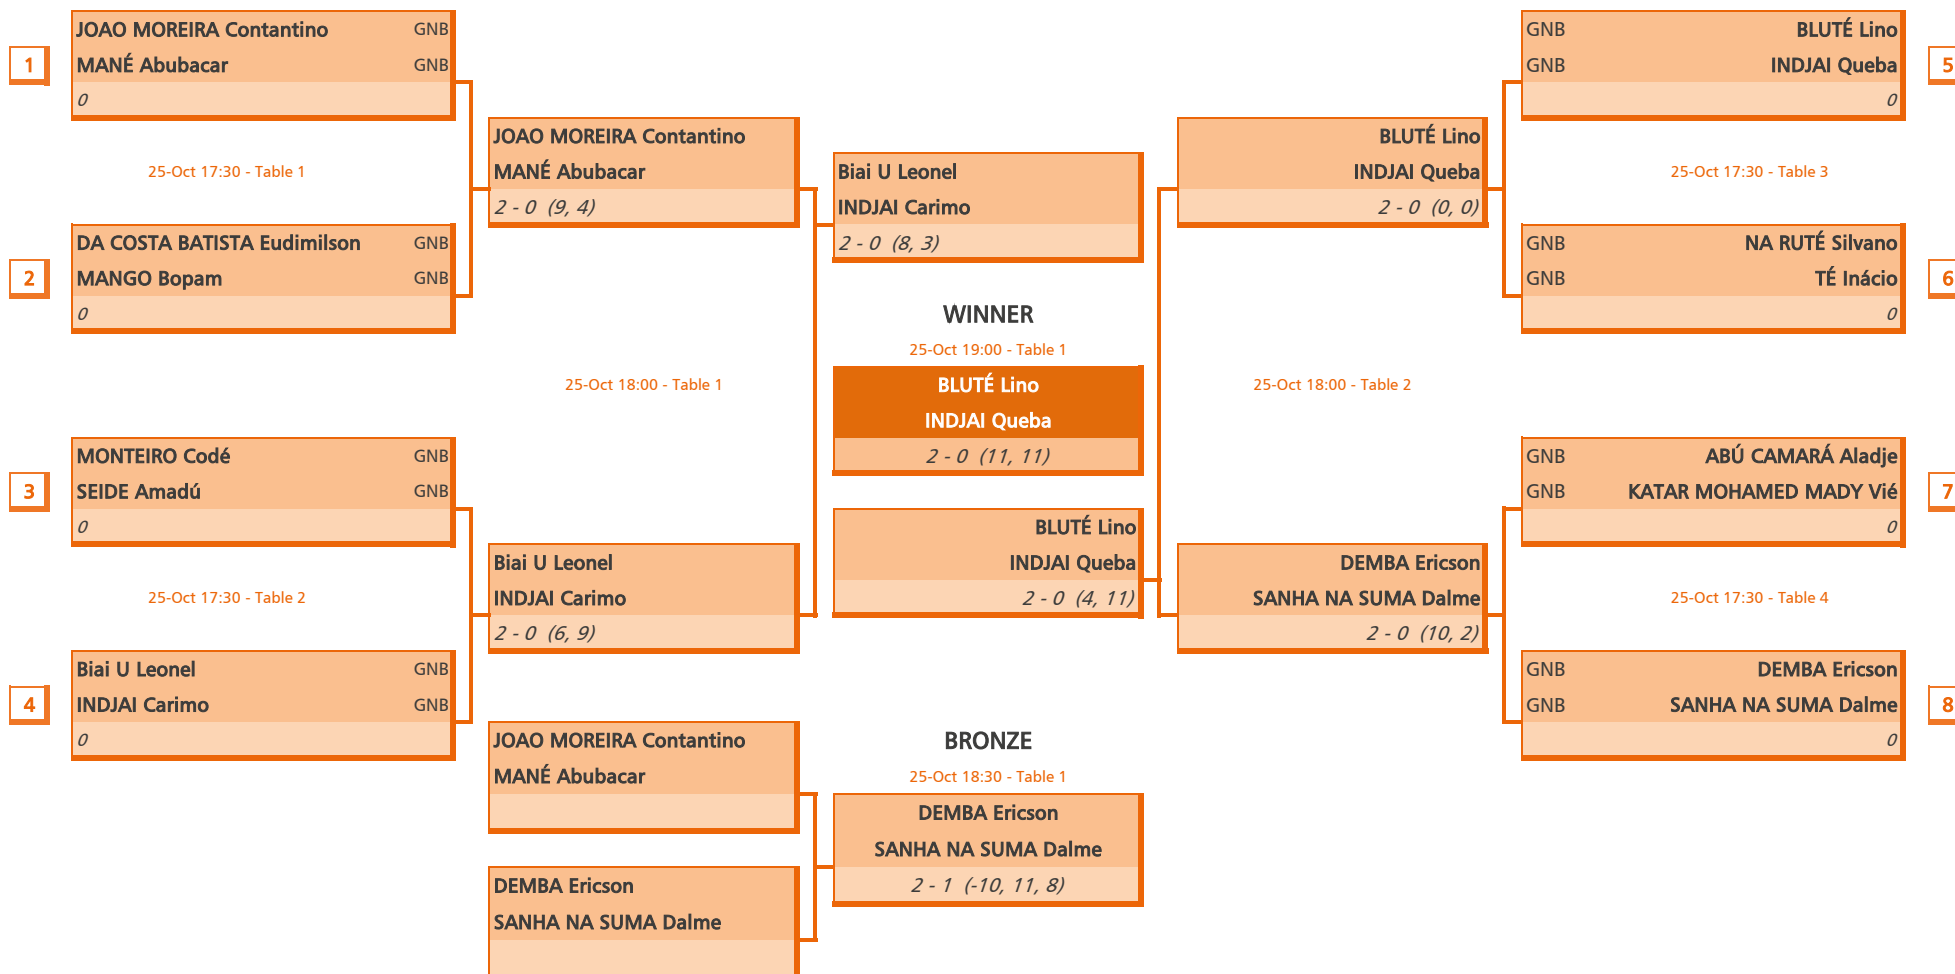 1
JOAO MOREIRA Contantino GNB
MANÉ Abubacar GNB
0
25-Oct 17:30 - Table 1
2
DA COSTA BATISTA Eudimilson GNB
MANGO Bopam GNB
0
3
MONTEIRO Codé GNB
SEIDE Amadú GNB
0
25-Oct 17:30 - Table 2
4
Biai U Leonel GNB
INDJAI Carimo GNB
0
JOAO MOREIRA Contantino
MANÉ Abubacar
2 - 0 (9, 4)
25-Oct 18:00 - Table 1
Biai U Leonel
INDJAI Carimo
2 - 0 (6, 9)
JOAO MOREIRA Contantino
MANÉ Abubacar
DEMBA Ericson
SANHA NA SUMA Dalme
Biai U Leonel
INDJAI Carimo
2 - 0 (8, 3)
WINNER
25-Oct 19:00 - Table 1
BLUTÉ Lino
INDJAI Queba
2 - 0 (11, 11)
BLUTÉ Lino
INDJAI Queba
2 - 0 (4, 11)
BRONZE
25-Oct 18:30 - Table 1
DEMBA Ericson
SANHA NA SUMA Dalme
2 - 1 (-10, 11, 8)
BLUTÉ Lino
INDJAI Queba
2 - 0 (0, 0)
25-Oct 18:00 - Table 2
DEMBA Ericson
SANHA NA SUMA Dalme
2 - 0 (10, 2)
GNB BLUTÉ Lino
GNB INDJAI Queba
0
5
25-Oct 17:30 - Table 3
GNB NA RUTÉ Silvano
GNB TÉ Inácio
0
6
GNB ABÚ CAMARÁ Aladje
GNB KATAR MOHAMED MADY Vié
0
7
25-Oct 17:30 - Table 4
GNB DEMBA Ericson
GNB SANHA NA SUMA Dalme
0
8